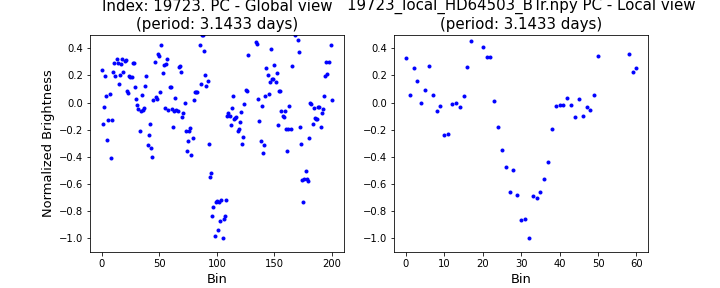 Index: 19723. PC - Global view
(period: 3.1433 days)
19723_local_HD64503_BTr.npy PC - Local view
(period: 3.1433 days)
Normalized Brightness
0.4
0.2
0.0
−0.2
−0.4
−0.6
−0.8
−1.0
0 50 100 150 200
Bin
0.4
0.2
0.0
−0.2
−0.4
−0.6
−0.8
−1.0
0 10 20 30 40 50 60
Bin